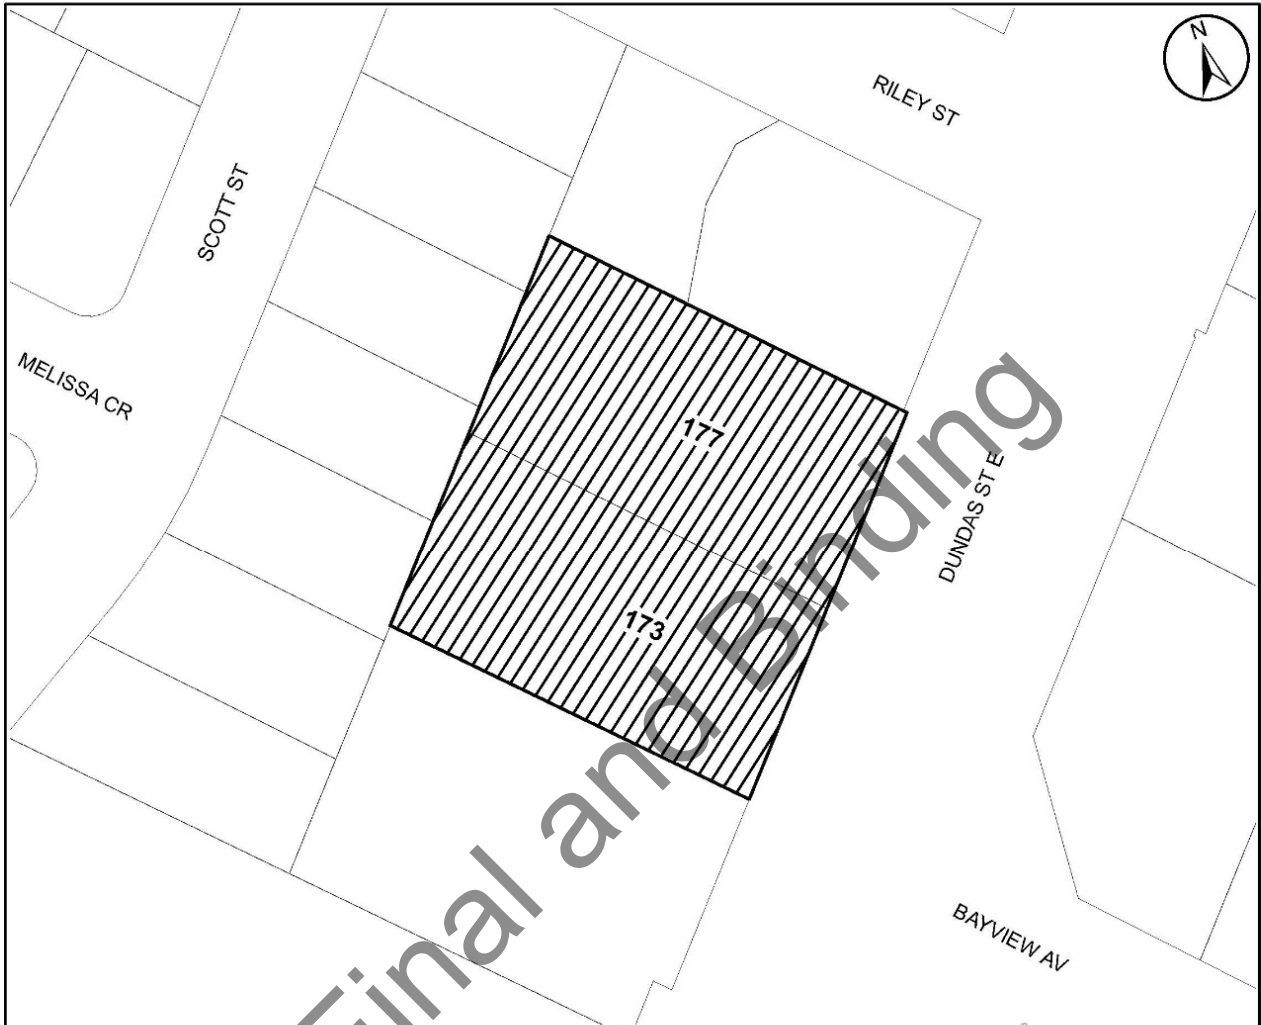 N
RILEY ST
SCOTT ST
MELISSA CR
177
DUNDAS ST E
173
BAYVIEW AV
Final and Binding